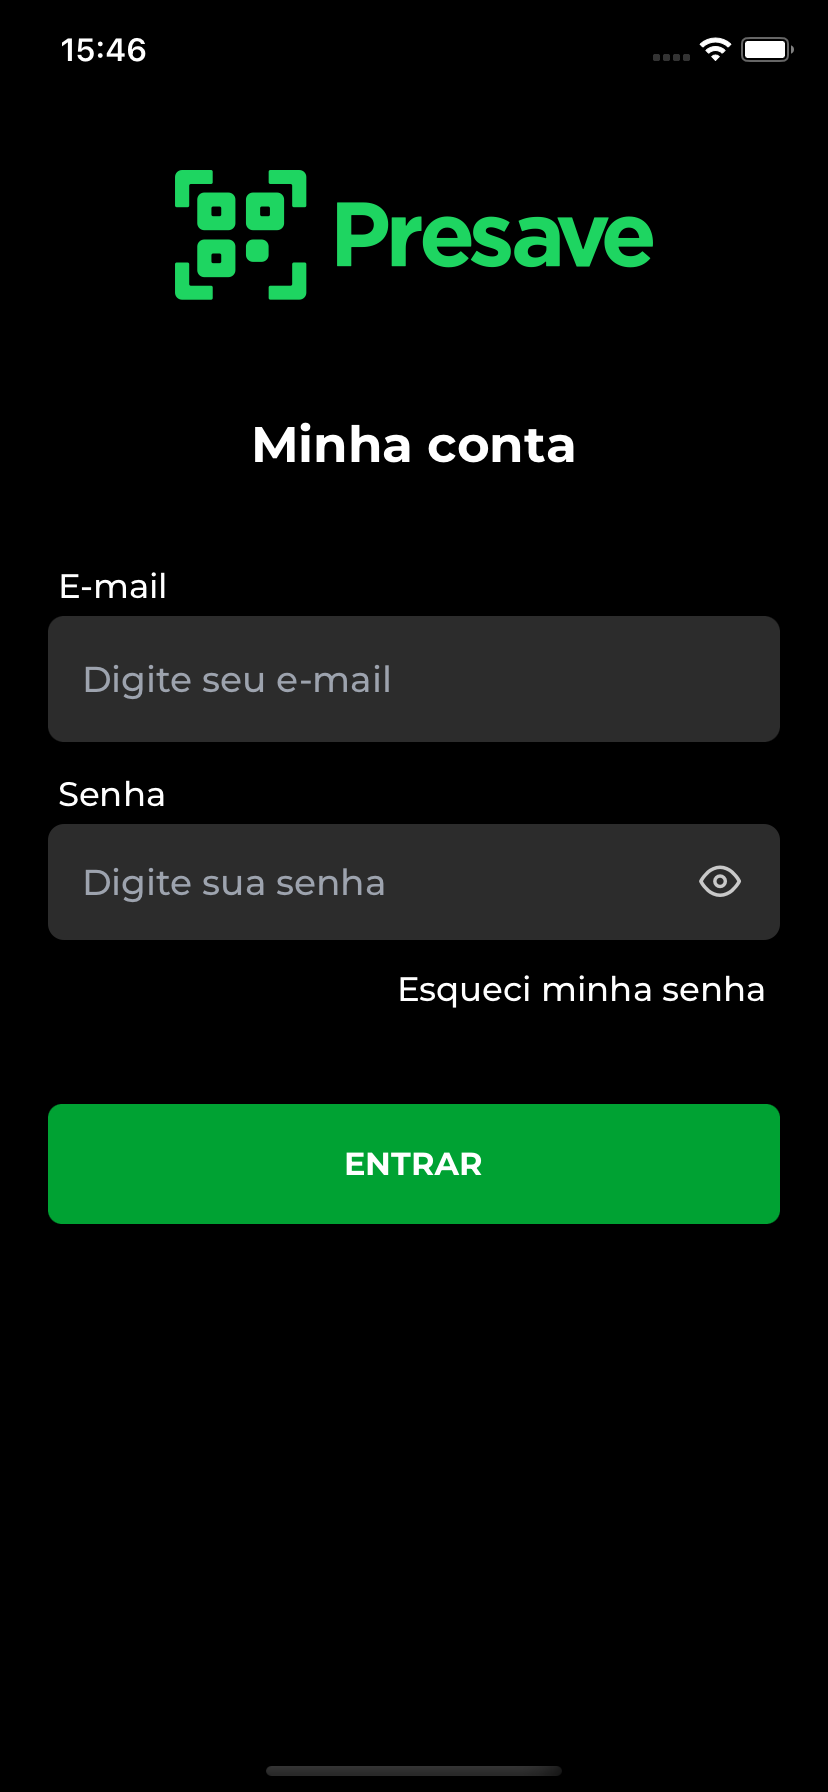 15:46
Presave
Minha conta
E-mail
Digite seu e-mail
Senha
Digite sua senha
Esqueci minha senha
ENTRAR